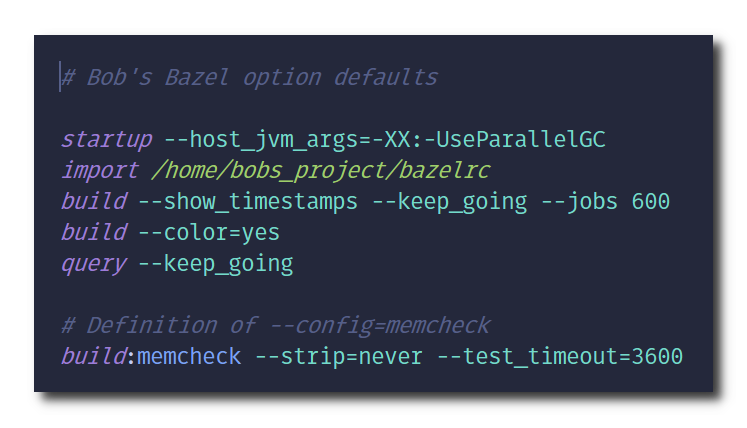 # Bob's Bazel option defaults
startup --host_jvm_args=-XX:-UseParallelGC
import /home/bobs_project/bazelrc
build --show_timestamps --keep_going --jobs 600
build --color=yes
query --keep_going
# Definition of --config=memcheck
build:memcheck --strip=never --test_timeout=3600